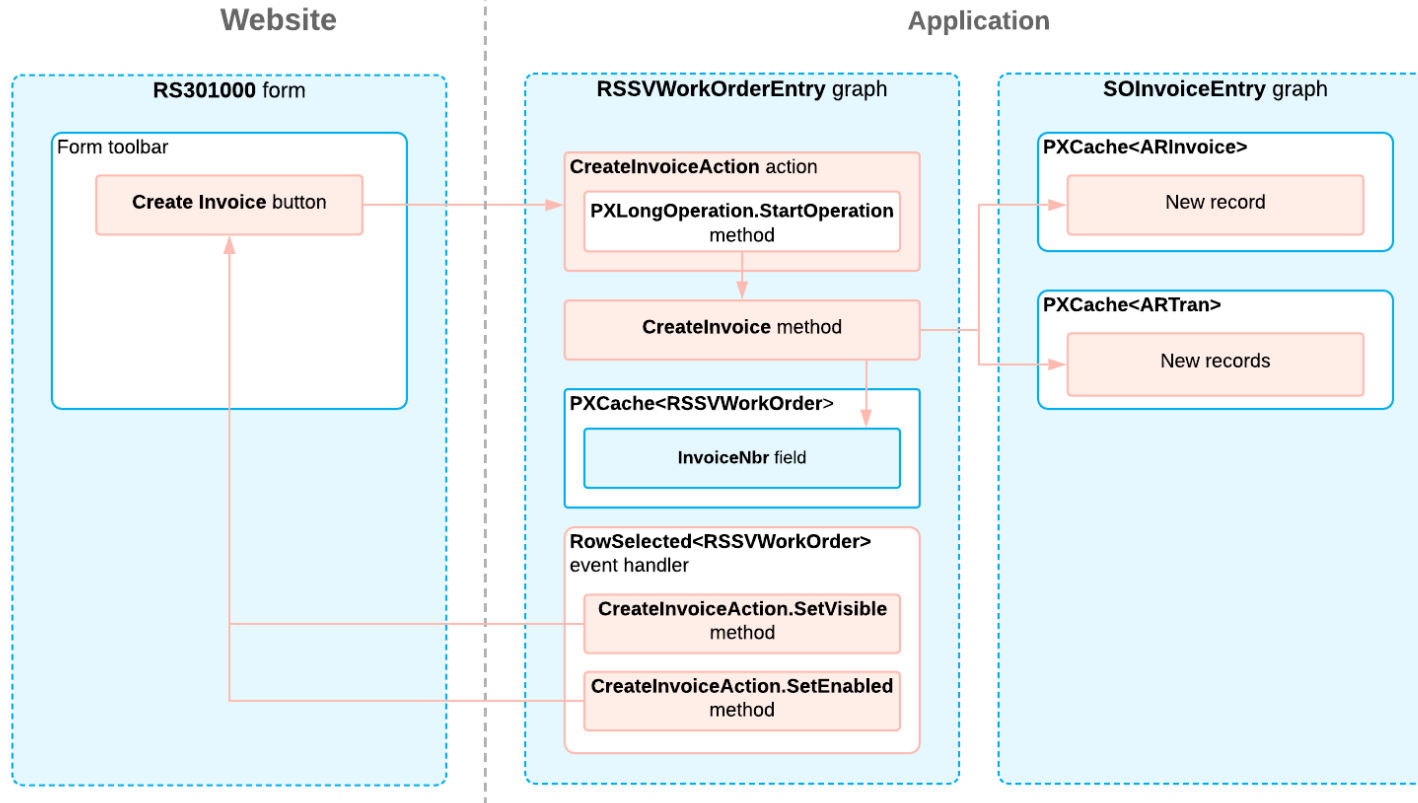 Website
Application
RS301000 form
Form toolbar
Create Invoice button
RSSVWorkOrderEntry graph
CreateInvoiceAction action
PXLongOperation.StartOperation
method
CreateInvoice method
PXCache<RSSVWorkOrder>
InvoiceNbr field
RowSelected<RSSVWorkOrder>
event handler
CreateInvoiceAction.SetVisible
method
CreateInvoiceAction.SetEnabled
method
SOInvoiceEntry graph
PXCache<ARInvoice>
New record
PXCache<ARTran>
New records